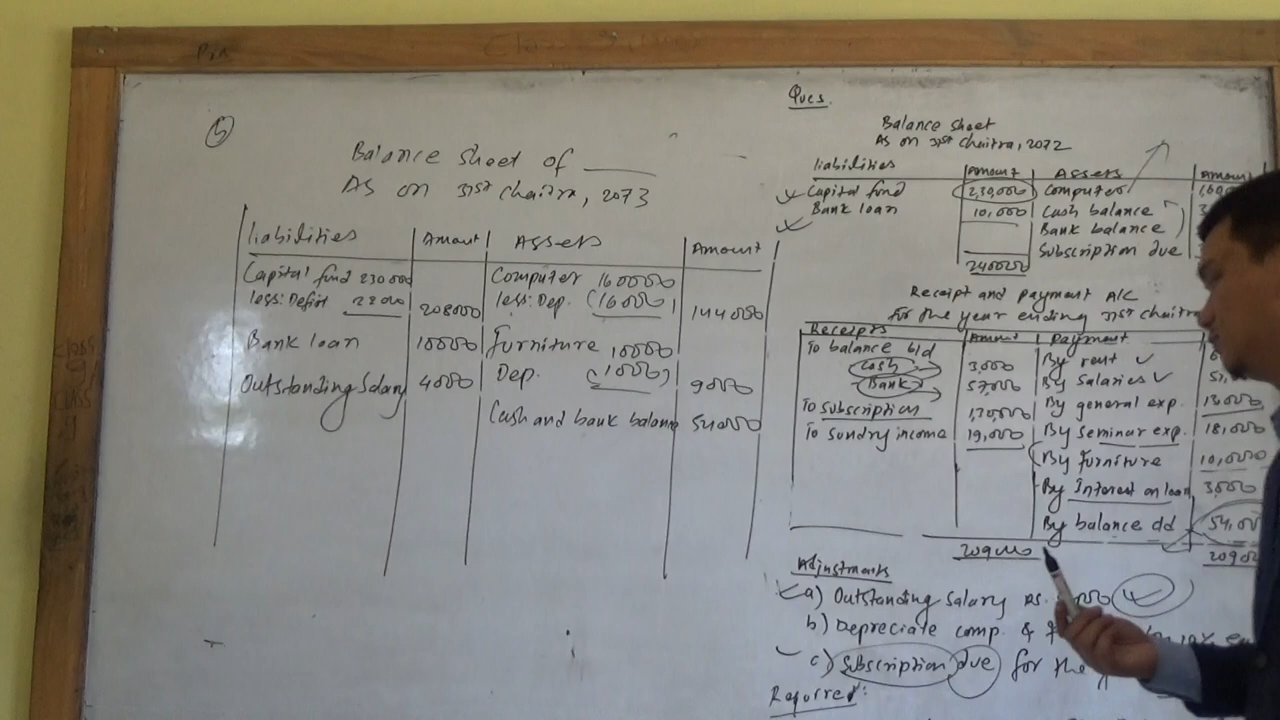 5)
Balance sheet of ______
As on 31st chaitra, 2073
liabilities Amount Assets Amount
Capital fund 230000 Computer 160000
less: Deficit 22000 208000 less: Dep. (16000) 144000
Bank loan 10000 furniture 10000
Outstanding Salary 4000 Dep. (1000) 9000
Cash and bank balance 54000
Ques.
Balance sheet
As on 31st chaitra, 2072
liabilities Amount Assets Amount
Capital fund 2,30,000 Computer
Bank loan 10,000 Cash balance
Bank balance
Subscription due
240000
Receipt and payment A/C
for the year ending 31st chaitra
Receipts Amount Payment
To balance b/d By rent
Cash 3,000 By salaries
Bank 57,000 By general exp. 13,000
To subscription 1,30,000 By seminar exp. 18,000
To sundry income 19,000 By furniture 10,000
By Interest on loan 3,000
By balance c/d 54,00
209000 2090
Adjustments
a) Outstanding salary Rs.
b) Depreciate comp. &
c) Subscription due for the
Required: